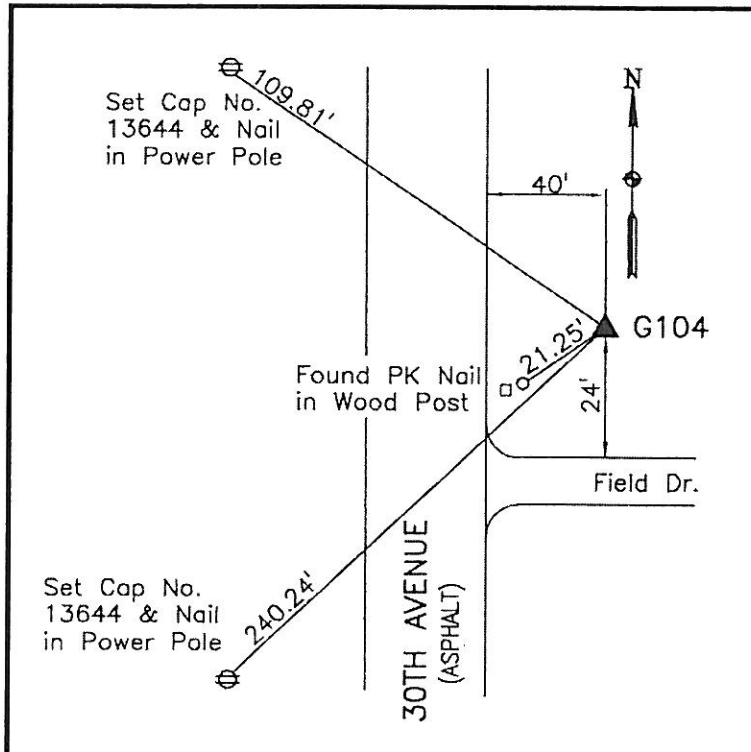 109.81'
Set Cap No.
13644 & Nail
in Power Pole
N
40'
G104
21.25'
Found PK Nail
in Wood Post
24'
Field Dr.
Set Cap No.
13644 & Nail
in Power Pole
240.24'
30TH AVENUE
(ASPHALT)